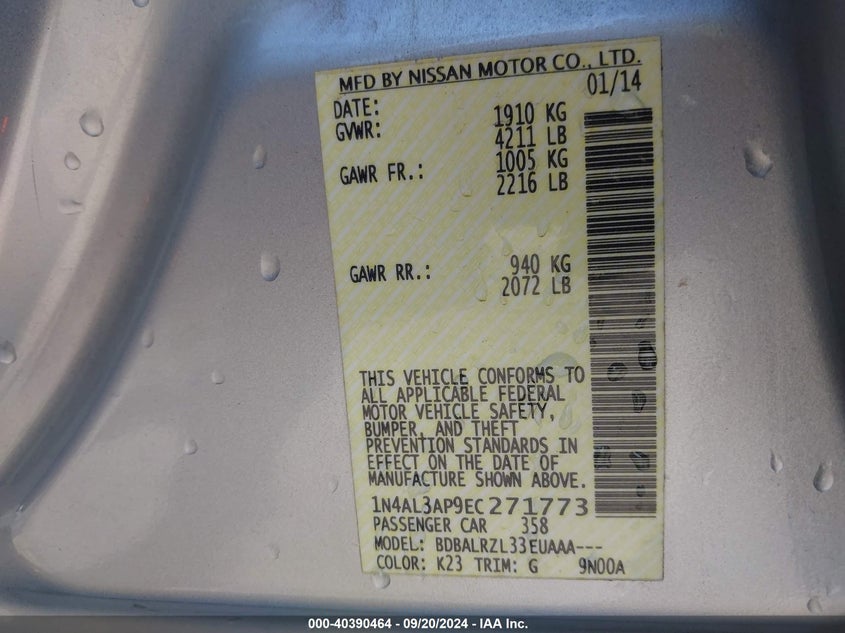 MFD BY NISSAN MOTOR CO., LTD.
DATE: 01/14
GVWR: 1910 KG
4211 LB
GAWR FR.: 1005 KG
2216 LB
GAWR RR.: 940 KG
2072 LB
THIS VEHICLE CONFORMS TO
ALL APPLICABLE FEDERAL
MOTOR VEHICLE SAFETY,
BUMPER, AND THEFT
PREVENTION STANDARDS IN
EFFECT ON THE DATE OF
MANUFACTURE SHOWN ABOVE.
1N4AL3AP9EC271773
PASSENGER CAR 358
MODEL: BDBALRZL33EUAAA---
COLOR: K23 TRIM: G 9N00A
000-40390464 - 09/20/2024 - IAA Inc.